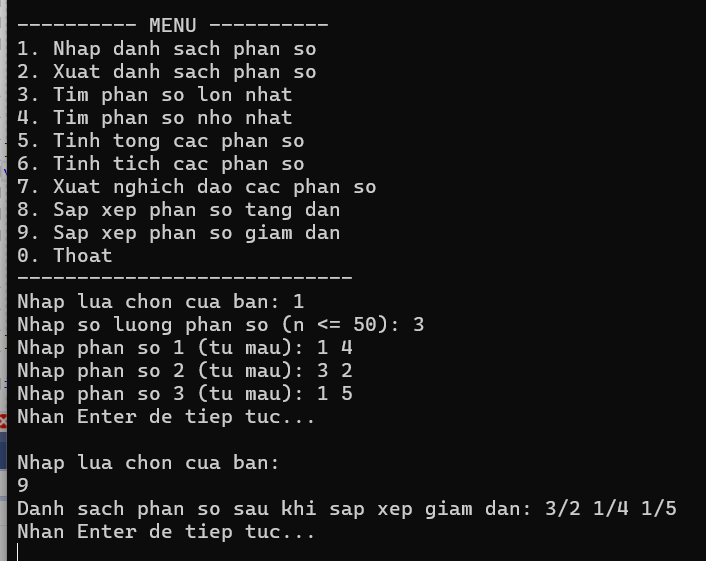 ---------- MENU ----------
1. Nhap danh sach phan so
2. Xuat danh sach phan so
3. Tim phan so lon nhat
4. Tim phan so nho nhat
5. Tinh tong cac phan so
6. Tinh tich cac phan so
7. Xuat nghich dao cac phan so
8. Sap xep phan so tang dan
9. Sap xep phan so giam dan
0. Thoat
----------------------------
Nhap lua chon cua ban: 1
Nhap so luong phan so (n <= 50): 3
Nhap phan so 1 (tu mau): 1 4
Nhap phan so 2 (tu mau): 3 2
Nhap phan so 3 (tu mau): 1 5
Nhan Enter de tiep tuc...
Nhap lua chon cua ban:
9
Danh sach phan so sau khi sap xep giam dan: 3/2 1/4 1/5
Nhan Enter de tiep tuc...